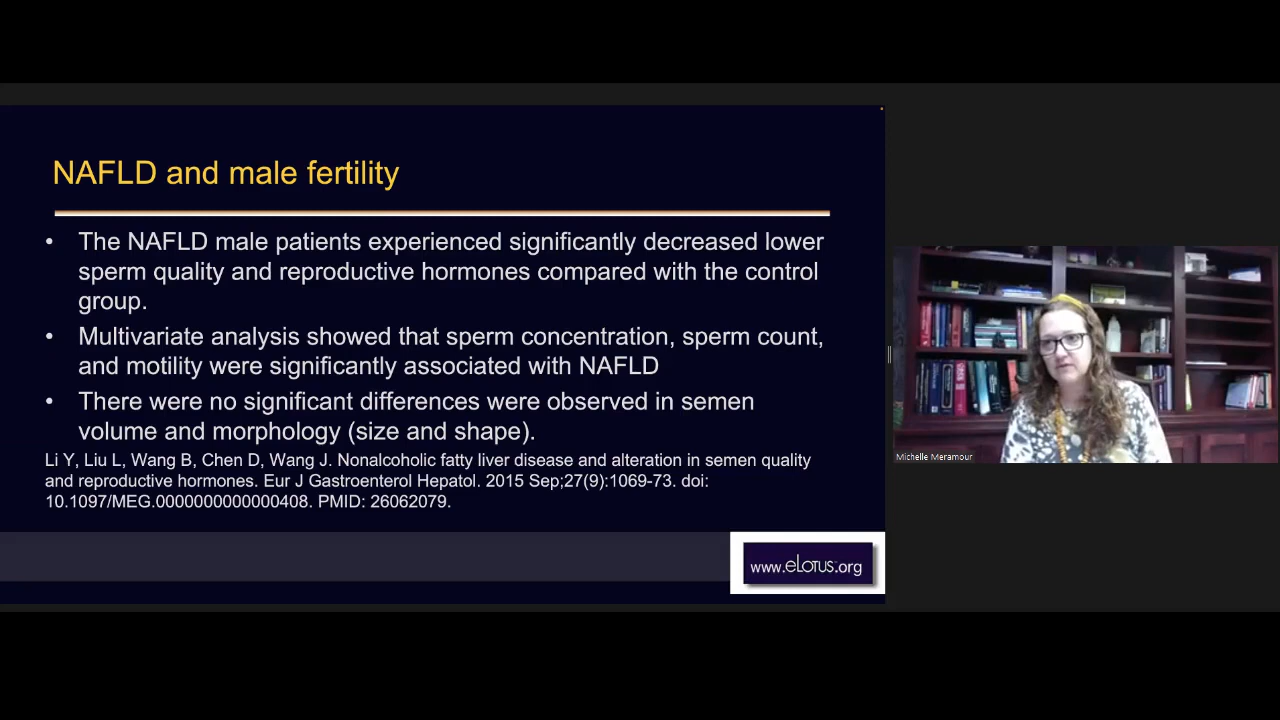 NAFLD and male fertility
• The NAFLD male patients experienced significantly decreased lower
sperm quality and reproductive hormones compared with the control
group.
• Multivariate analysis showed that sperm concentration, sperm count,
and motility were significantly associated with NAFLD
• There were no significant differences were observed in semen
volume and morphology (size and shape).
Li Y, Liu L, Wang B, Chen D, Wang J. Nonalcoholic fatty liver disease and alteration in semen quality
and reproductive hormones. Eur J Gastroenterol Hepatol. 2015 Sep;27(9):1069-73. doi:
10.1097/MEG.0000000000000408. PMID: 26062079.
www.eLotus.org
Michelle Meramour